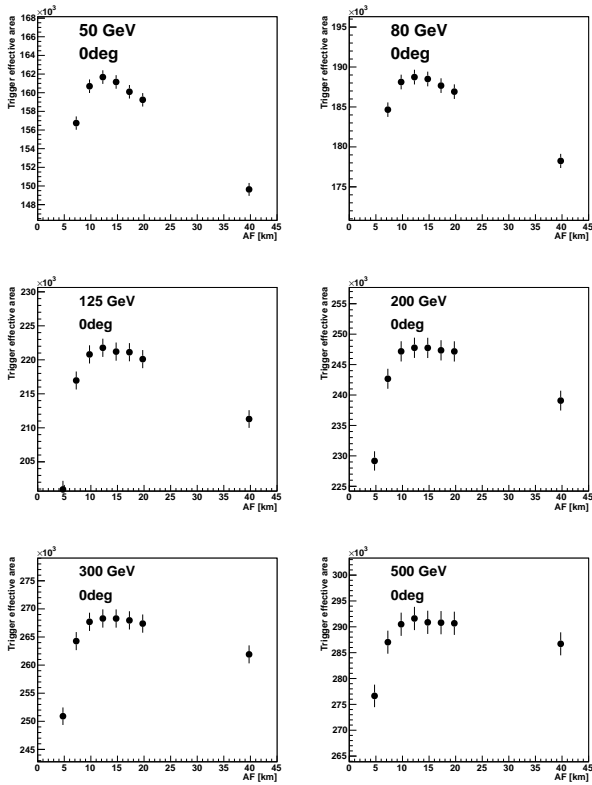 ×10³
50 GeV
0deg
Trigger effective area
168
166
164
162
160
158
156
154
152
150
148
0 5 10 15 20 25 30 35 40 45
AF [km]
×10³
80 GeV
0deg
Trigger effective area
195
190
185
180
175
0 5 10 15 20 25 30 35 40 45
AF [km]
×10³
125 GeV
0deg
Trigger effective area
230
220
210
205
0 5 10 15 20 25 30 35 40 45
AF [km]
×10³
200 GeV
0deg
Trigger effective area
255
250
245
240
235
230
225
0 5 10 15 20 25 30 35 40 45
AF [km]
×10³
300 GeV
0deg
Trigger effective area
275
270
265
260
255
250
245
0 5 10 15 20 25 30 35 40 45
AF [km]
×10³
500 GeV
0deg
Trigger effective area
300
295
290
285
280
275
270
265
0 5 10 15 20 25 30 35 40 45
AF [km]